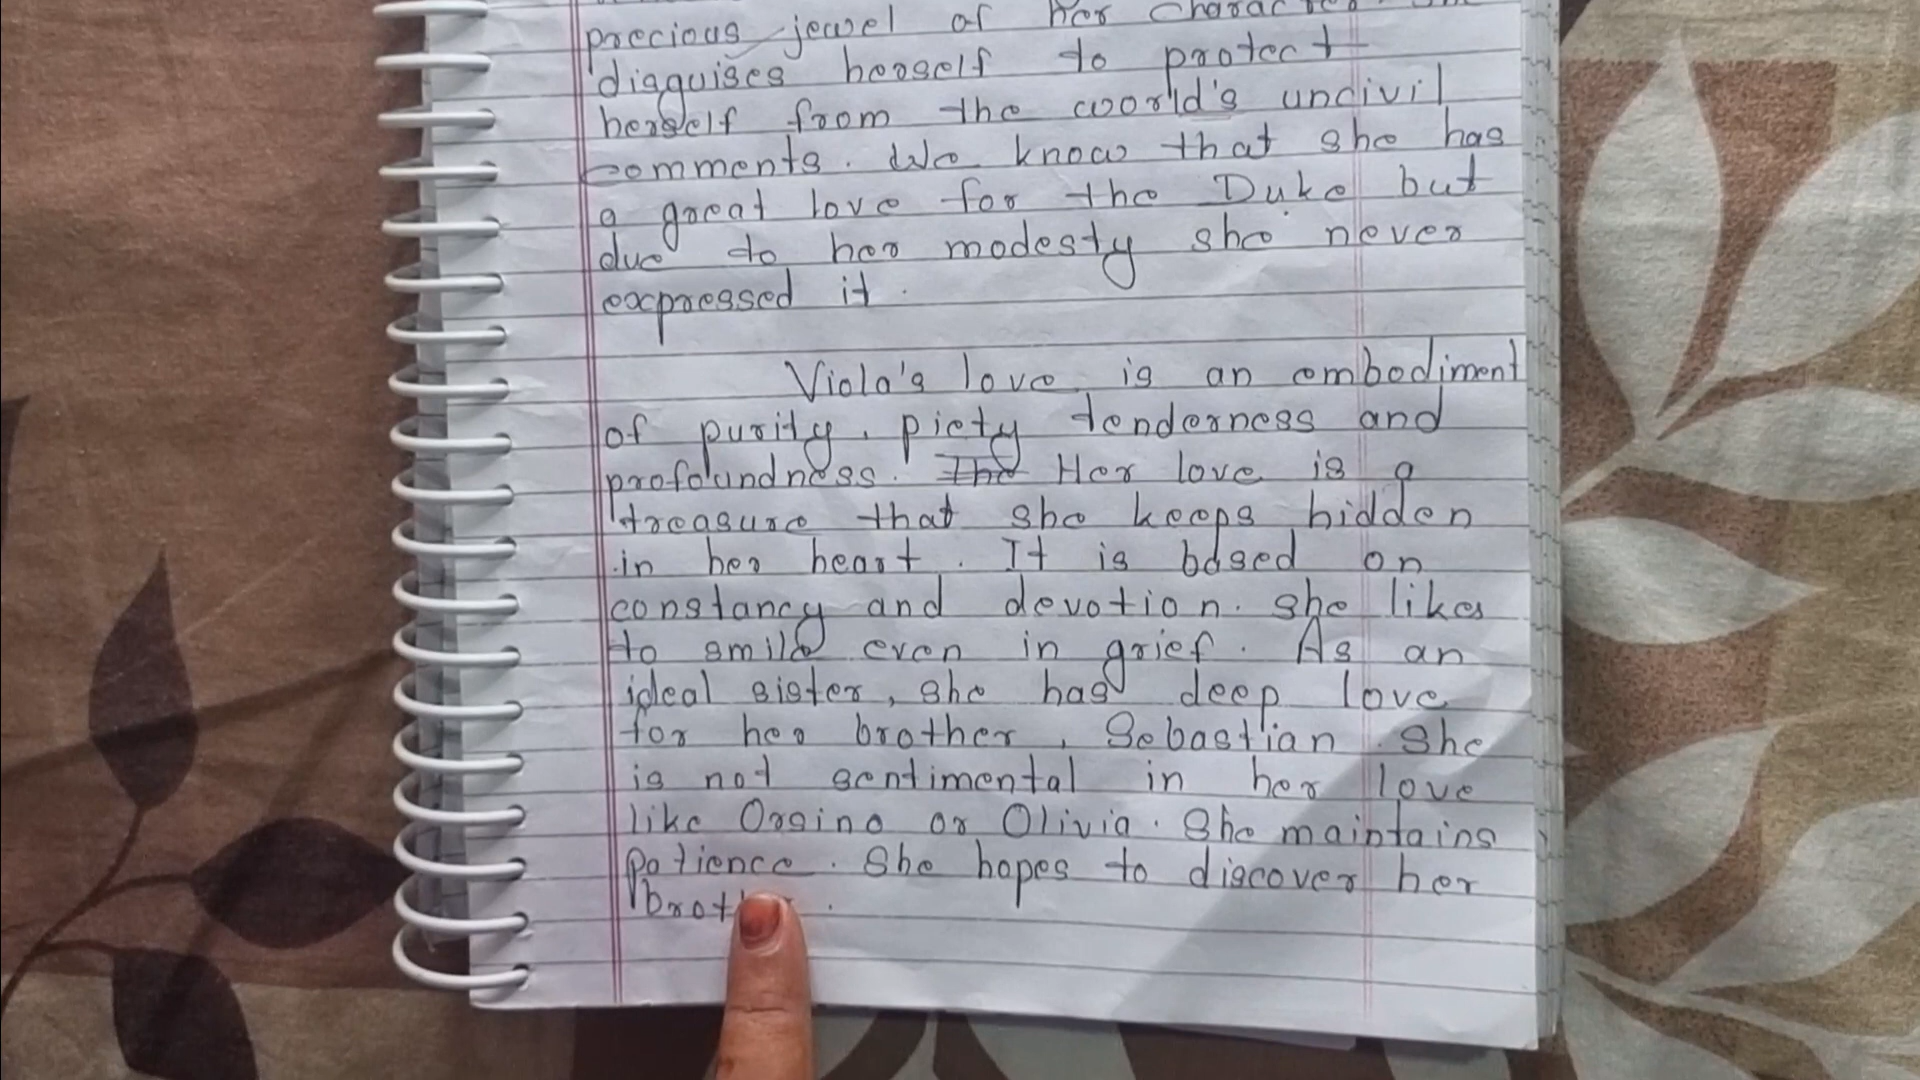 precious jewel of her character. She
disguises herself to protect
herself from the world's undivil
comments. We know that she has
a great love for the Duke but
due to her modesty she never
expressed it.
Viola's love is an embodiment
of purity, piety tenderness and
profoundness. The Her love is a
treasure that she keeps hidden
in her heart. It is based on
constancy and devotion. she likes
to smile even in grief. As an
ideal sister, she has deep love
for her brother, Sebastian. She
is not sentimental in her love
like Orsino or Olivia. She maintains
patience. She hopes to discover her